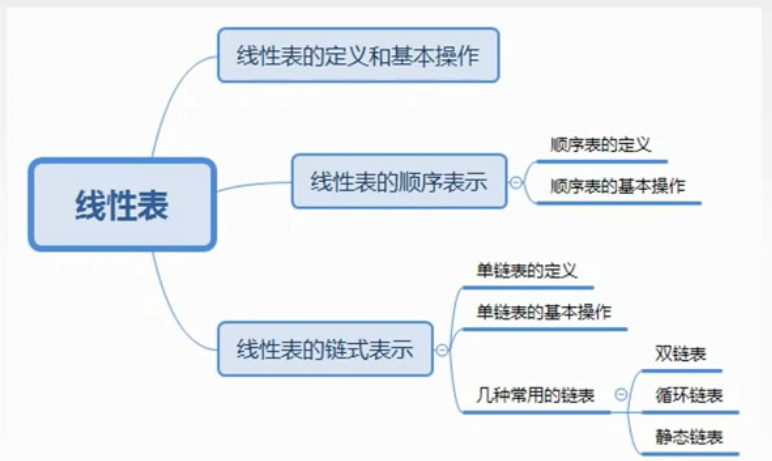 线性表
线性表的定义和基本操作
线性表的顺序表示
顺序表的定义
顺序表的基本操作
线性表的链式表示
单链表的定义
单链表的基本操作
几种常用的链表
双链表
循环链表
静态链表